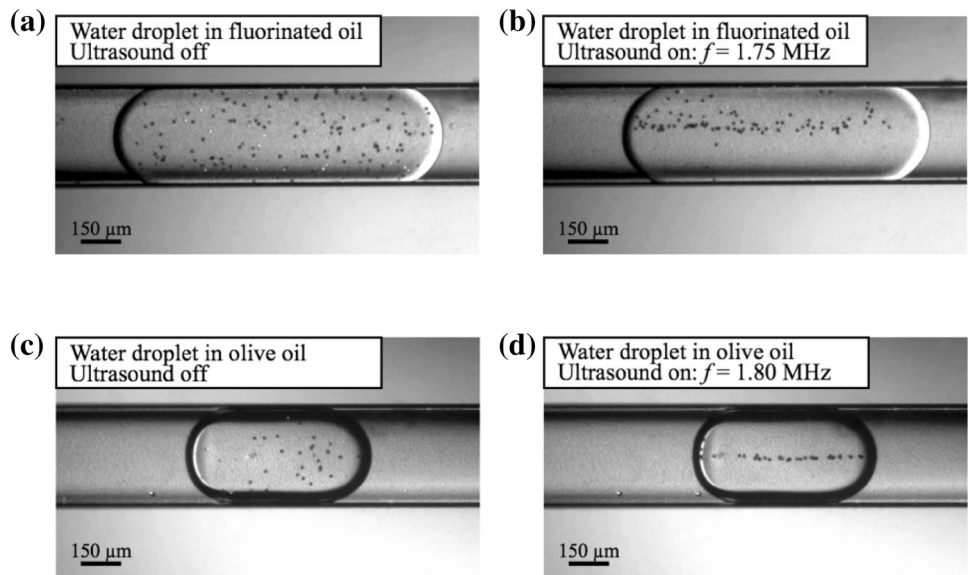 (a)
Water droplet in fluorinated oil
Ultrasound off
150 μm
(b)
Water droplet in fluorinated oil
Ultrasound on: f = 1.75 MHz
150 μm
(c)
Water droplet in olive oil
Ultrasound off
150 μm
(d)
Water droplet in olive oil
Ultrasound on: f = 1.80 MHz
150 μm